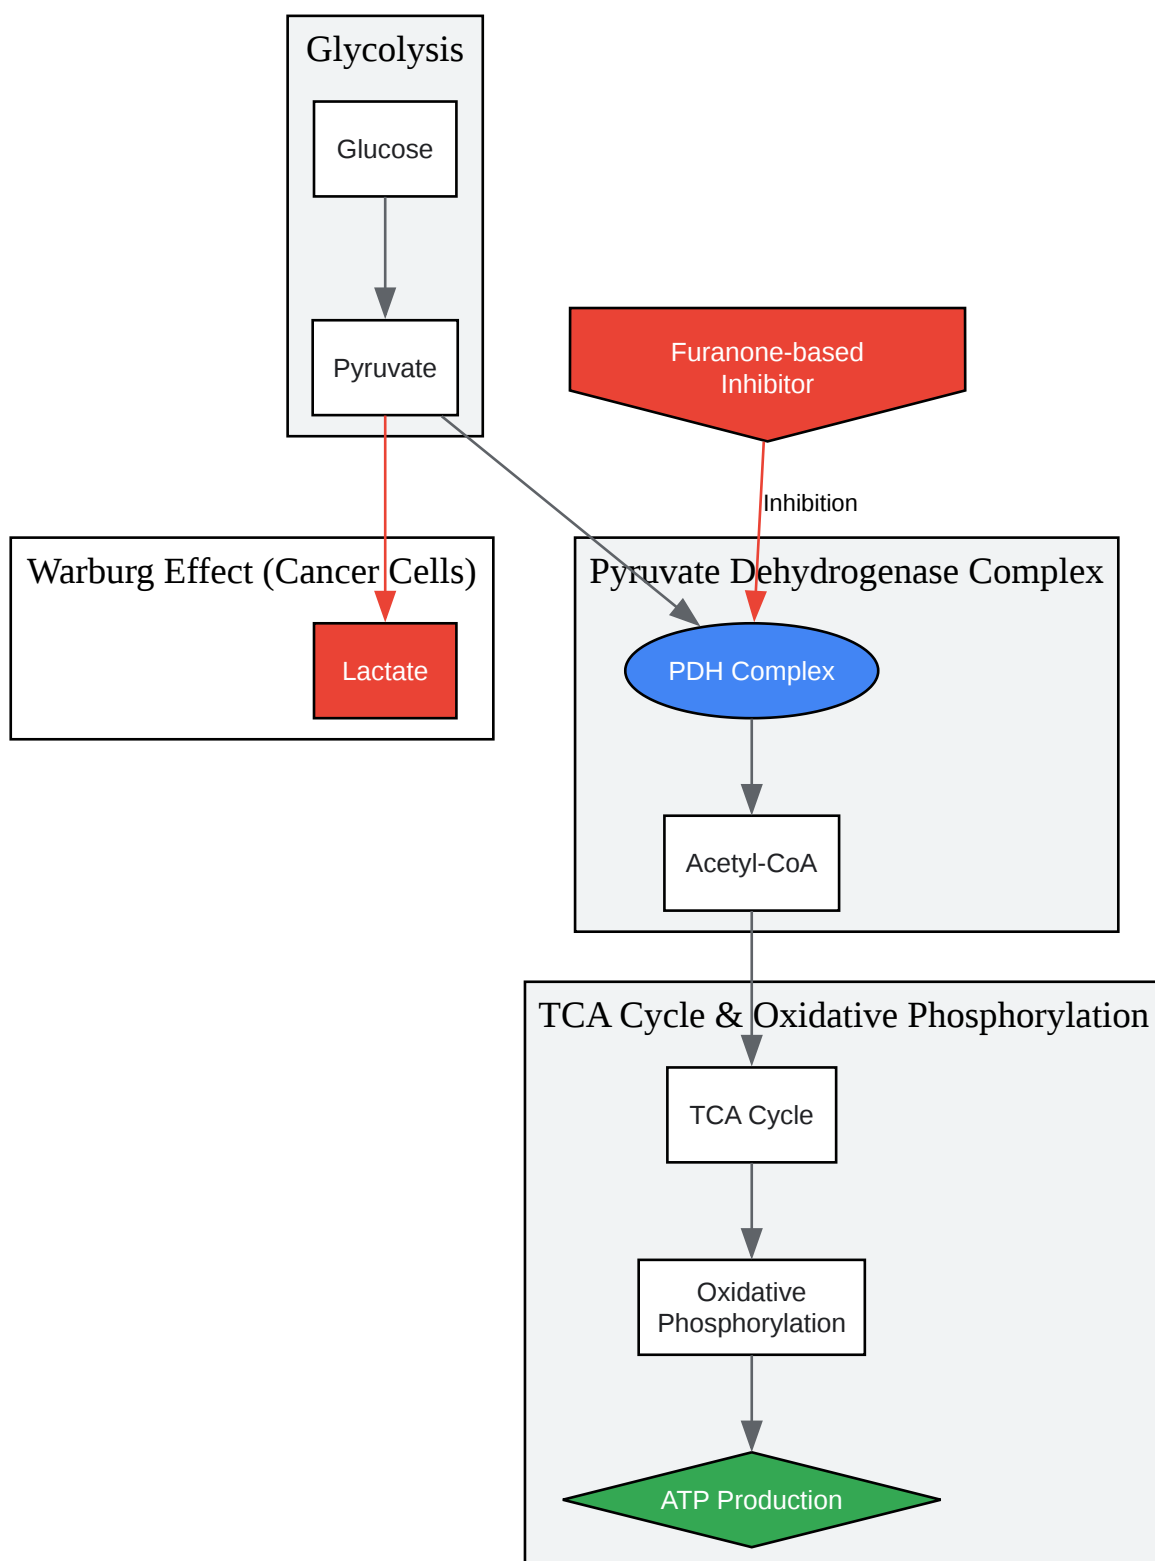 Glycolysis
Glucose
Pyruvate
Furanone-based
Inhibitor
Inhibition
Warburg Effect (Cancer Cells)
Lactate
Pyruvate Dehydrogenase Complex
PDH Complex
Acetyl-CoA
TCA Cycle & Oxidative Phosphorylation
TCA Cycle
Oxidative
Phosphorylation
ATP Production